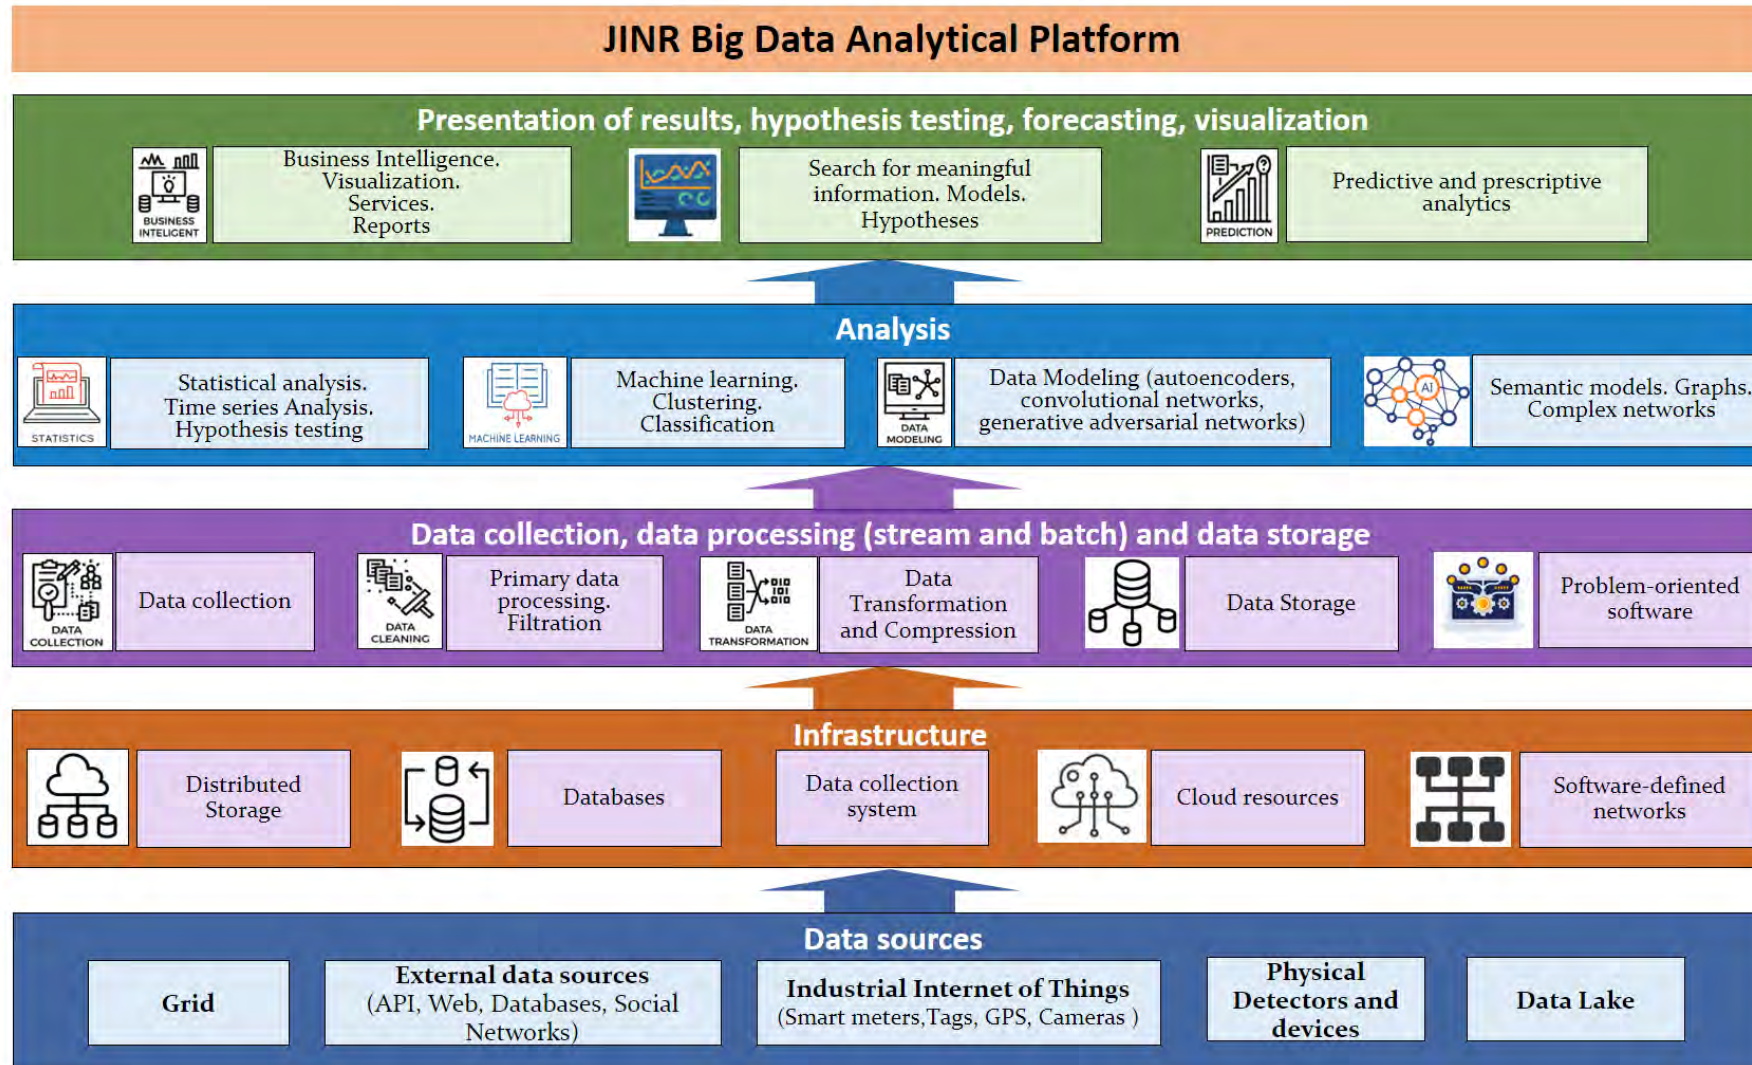 JINR Big Data Analytical Platform
Presentation of results, hypothesis testing, forecasting, visualization
BUSINESS
INTELIGENT
Business Intelligence.
Visualization.
Services.
Reports
Search for meaningful
information. Models.
Hypotheses
PREDICTION
Predictive and prescriptive
analytics
Analysis
STATISTICS
Statistical analysis.
Time series Analysis.
Hypothesis testing
MACHINE LEARNING
Machine learning.
Clustering.
Classification
DATA
MODELING
Data Modeling (autoencoders,
convolutional networks,
generative adversarial networks)
AI
Semantic models. Graphs.
Complex networks
Data collection, data processing (stream and batch) and data storage
DATA
COLLECTION
Data collection
DATA
CLEANING
Primary data
processing.
Filtration
010
101
010
DATA
TRANSFORMATION
Data
Transformation
and Compression
Data Storage
Problem-oriented
software
Infrastructure
Distributed
Storage
Databases
Data collection
system
Cloud resources
Software-defined
networks
Data sources
Grid
External data sources
(API, Web, Databases, Social
Networks)
Industrial Internet of Things
(Smart meters,Tags, GPS, Cameras )
Physical
Detectors and
devices
Data Lake